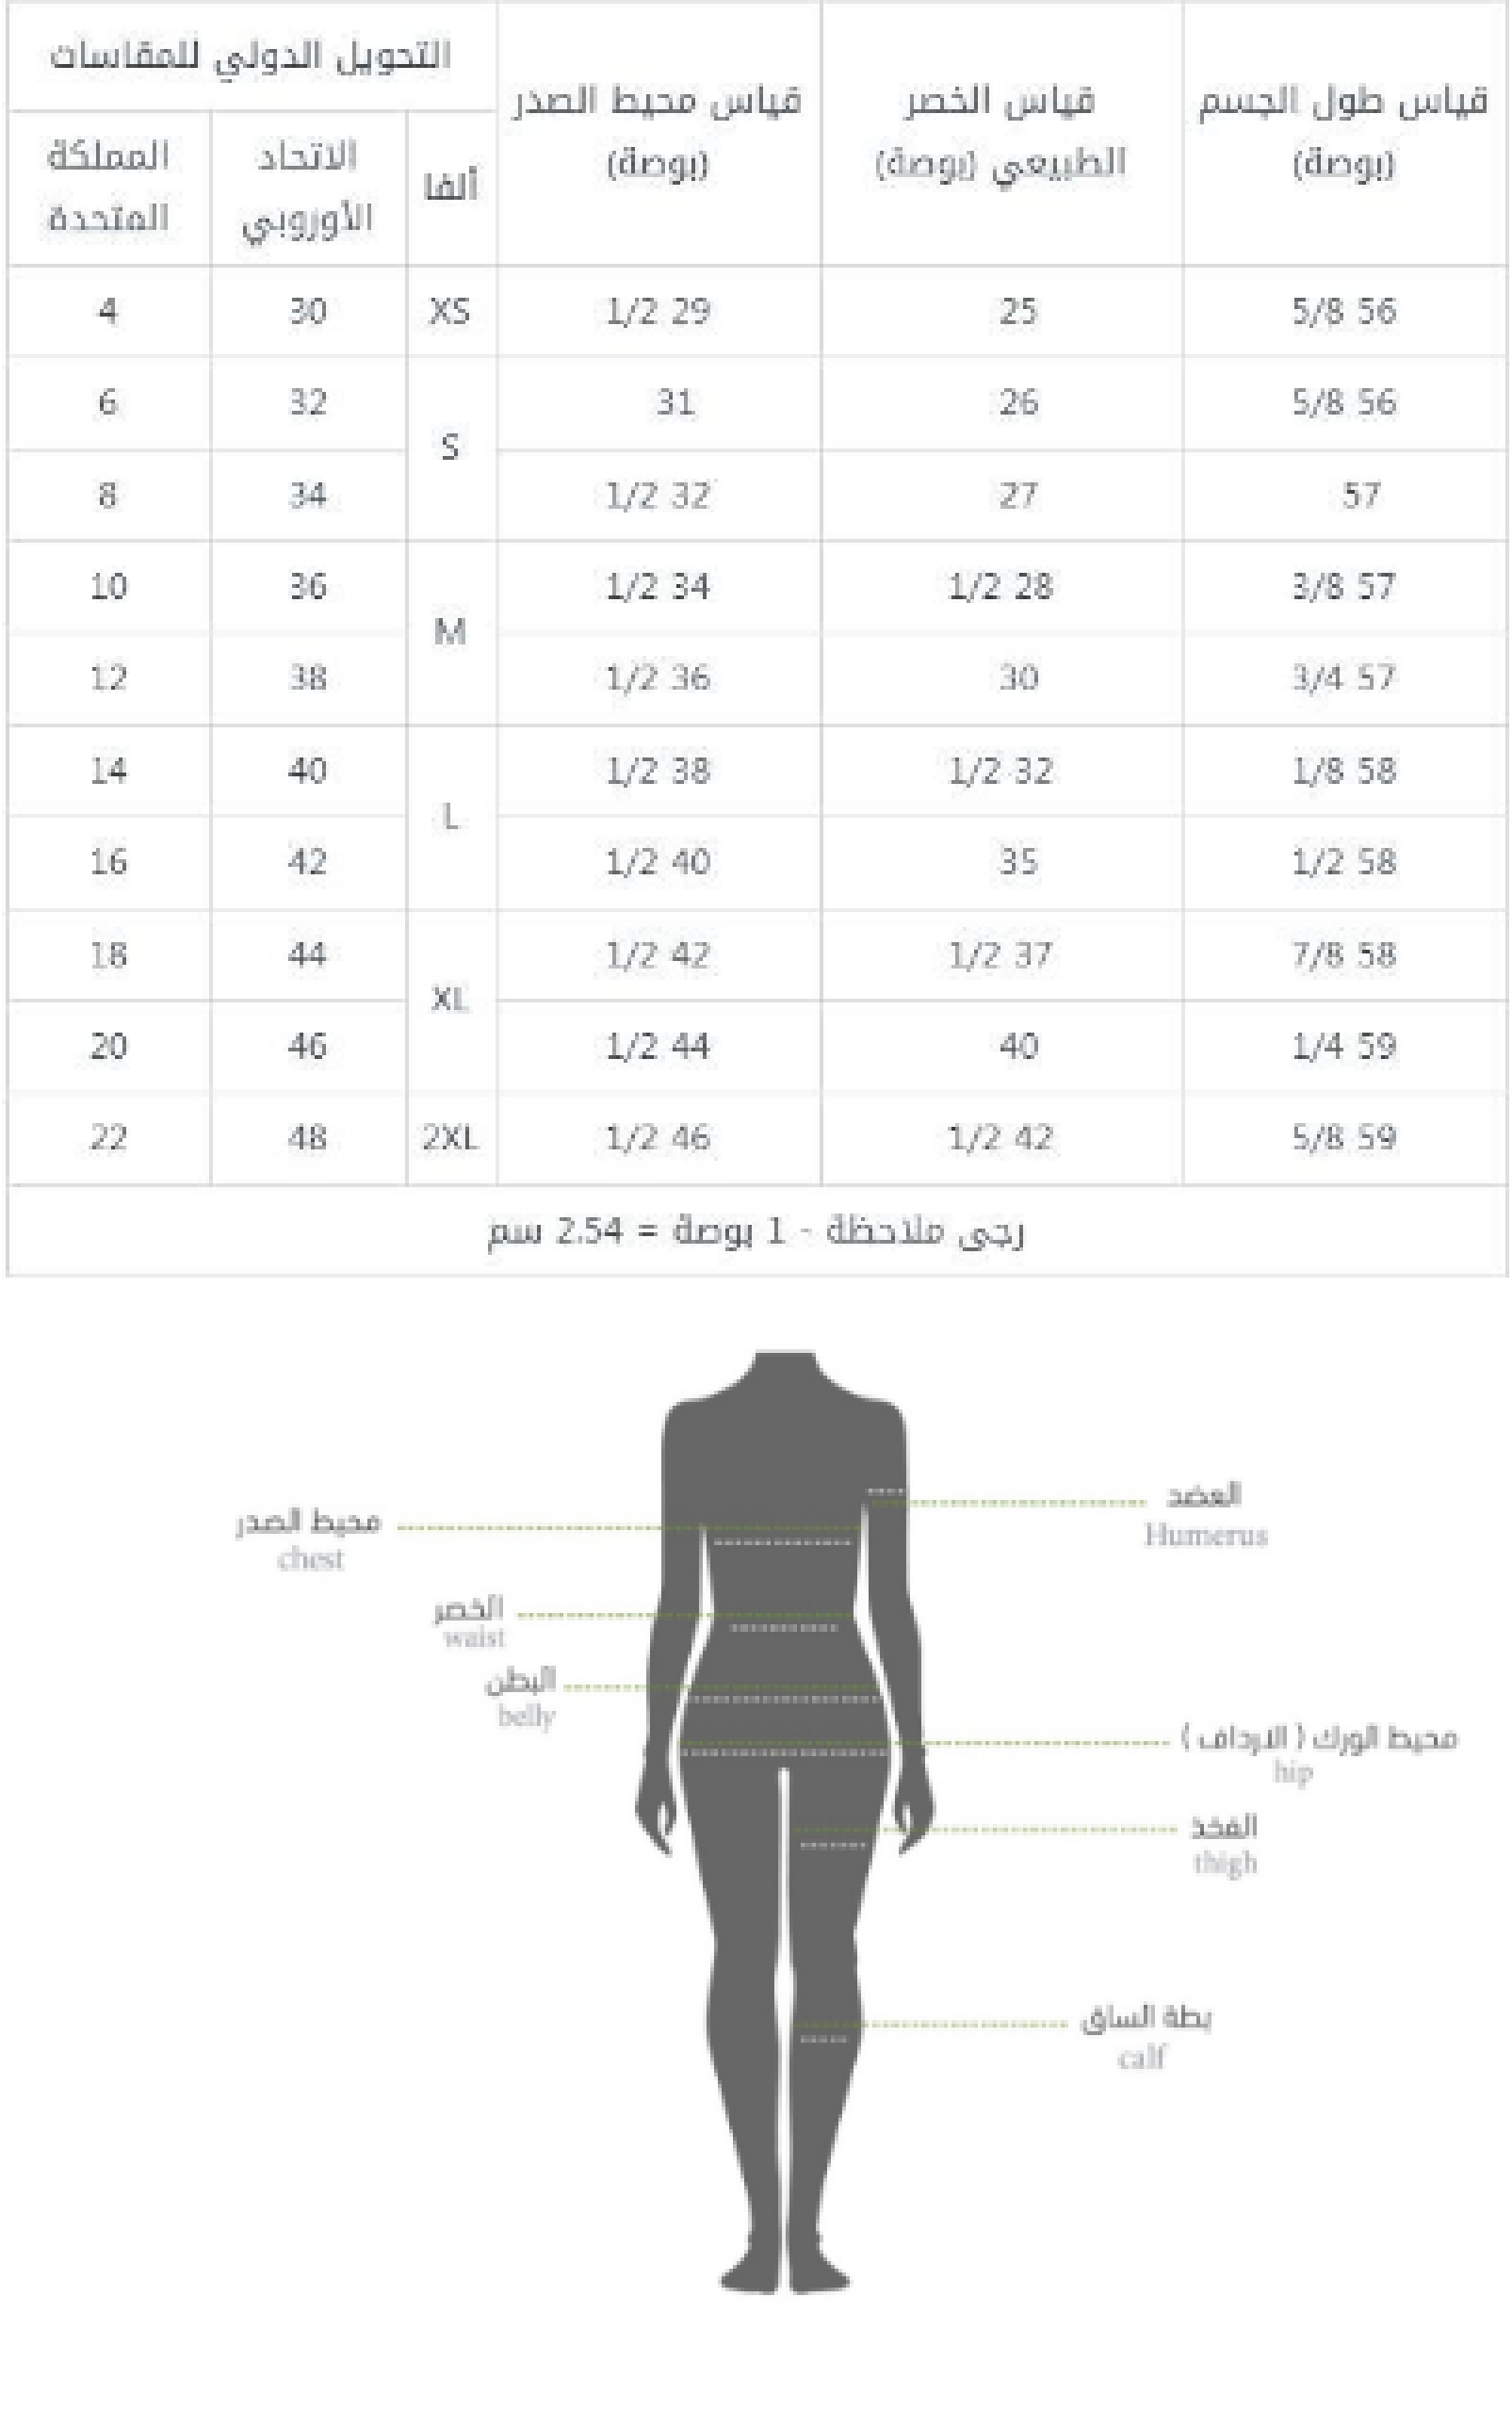 التحويل الدولي للمقاسات
قياس محيط الصدر (بوصة)
قياس الخصر الطبيعي (بوصة)
قياس طول الجسم (بوصة)
المملكة المتحدة
الاتحاد الأوروبي
ألفا
4 30 XS 1/2 29 25 5/8 56
6 32 S 31 26 5/8 56
8 34 1/2 32 27 57
10 36 M 1/2 34 1/2 28 3/8 57
12 38 1/2 36 30 3/4 57
14 40 L 1/2 38 1/2 32 1/8 58
16 42 1/2 40 35 1/2 58
18 44 XL 1/2 42 1/2 37 7/8 58
20 46 1/2 44 40 1/4 59
22 48 2XL 1/2 46 1/2 42 5/8 59
رجى ملاحظة - 1 بوصة = 2.54 سم
العضد
Humerus
محيط الصدر
chest
الخصر
waist
البطن
belly
محيط الورك ( الارداف )
hip
الفخذ
thigh
بطة الساق
calf